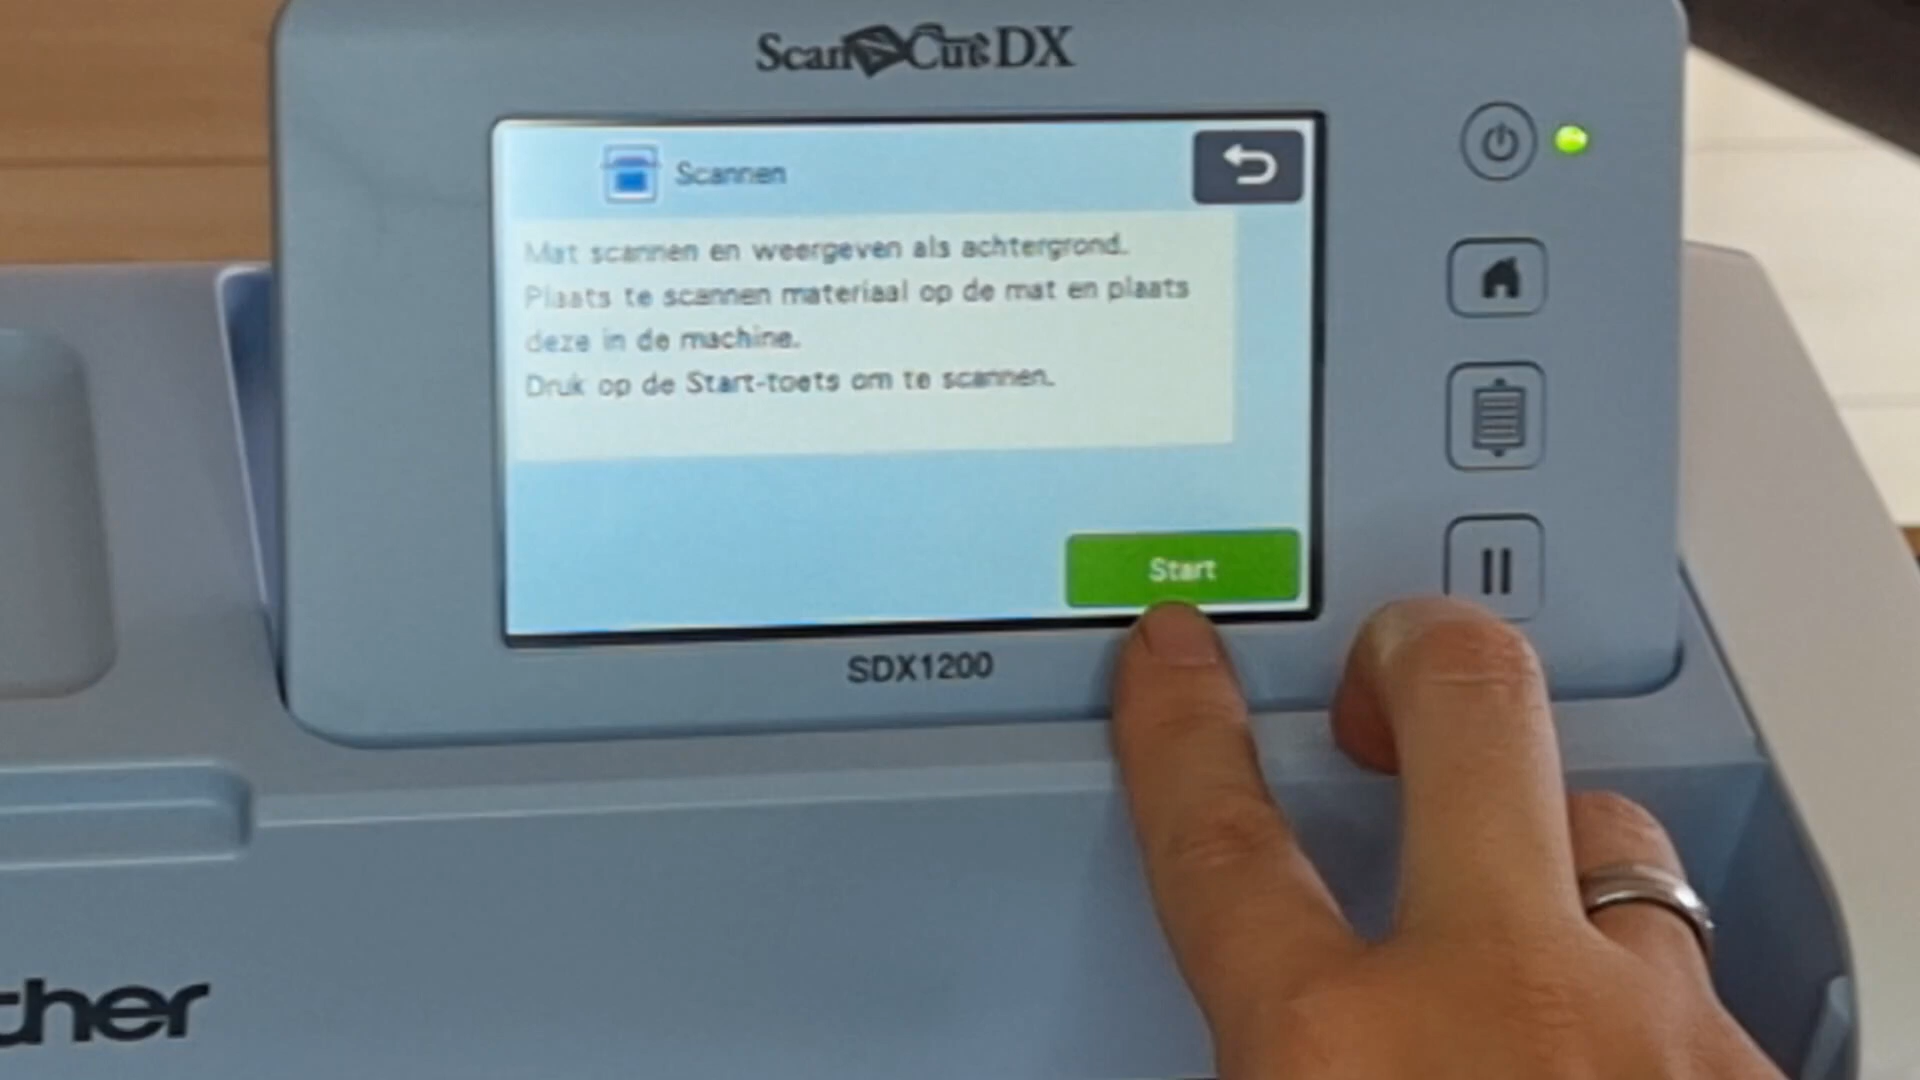 ScanNCut DX
Scannen
Mat scannen en weergeven als achtergrond.
Plaats te scannen materiaal op de mat en plaats
deze in de machine.
Druk op de Start-toets om te scannen.
Start
SDX1200
ther